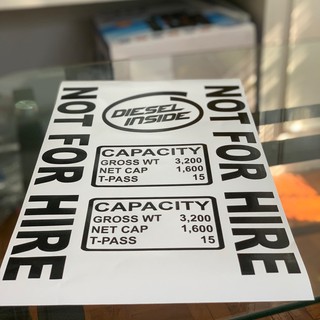 NOT FOR HIRE
DIESEL
INSIDE
CAPACITY
GROSS WT 3,200
NET CAP 1,600
T-PASS 15
CAPACITY
GROSS WT 3,200
NET CAP 1,600
T-PASS 15
NOT FOR HIRE